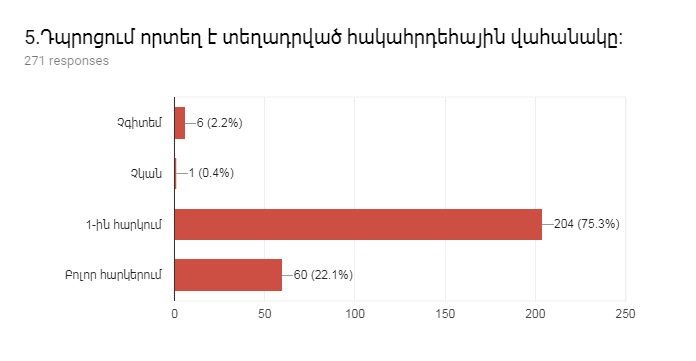 5.Դպրոցում որտեղ է տեղադրված հակահրդեհային վահանակը:
271 responses
Չգիտեմ
6 (2.2%)
Չկան
1 (0.4%)
1-ին հարկում
204 (75.3%)
Բոլոր հարկերում
60 (22.1%)
0 50 100 150 200 250